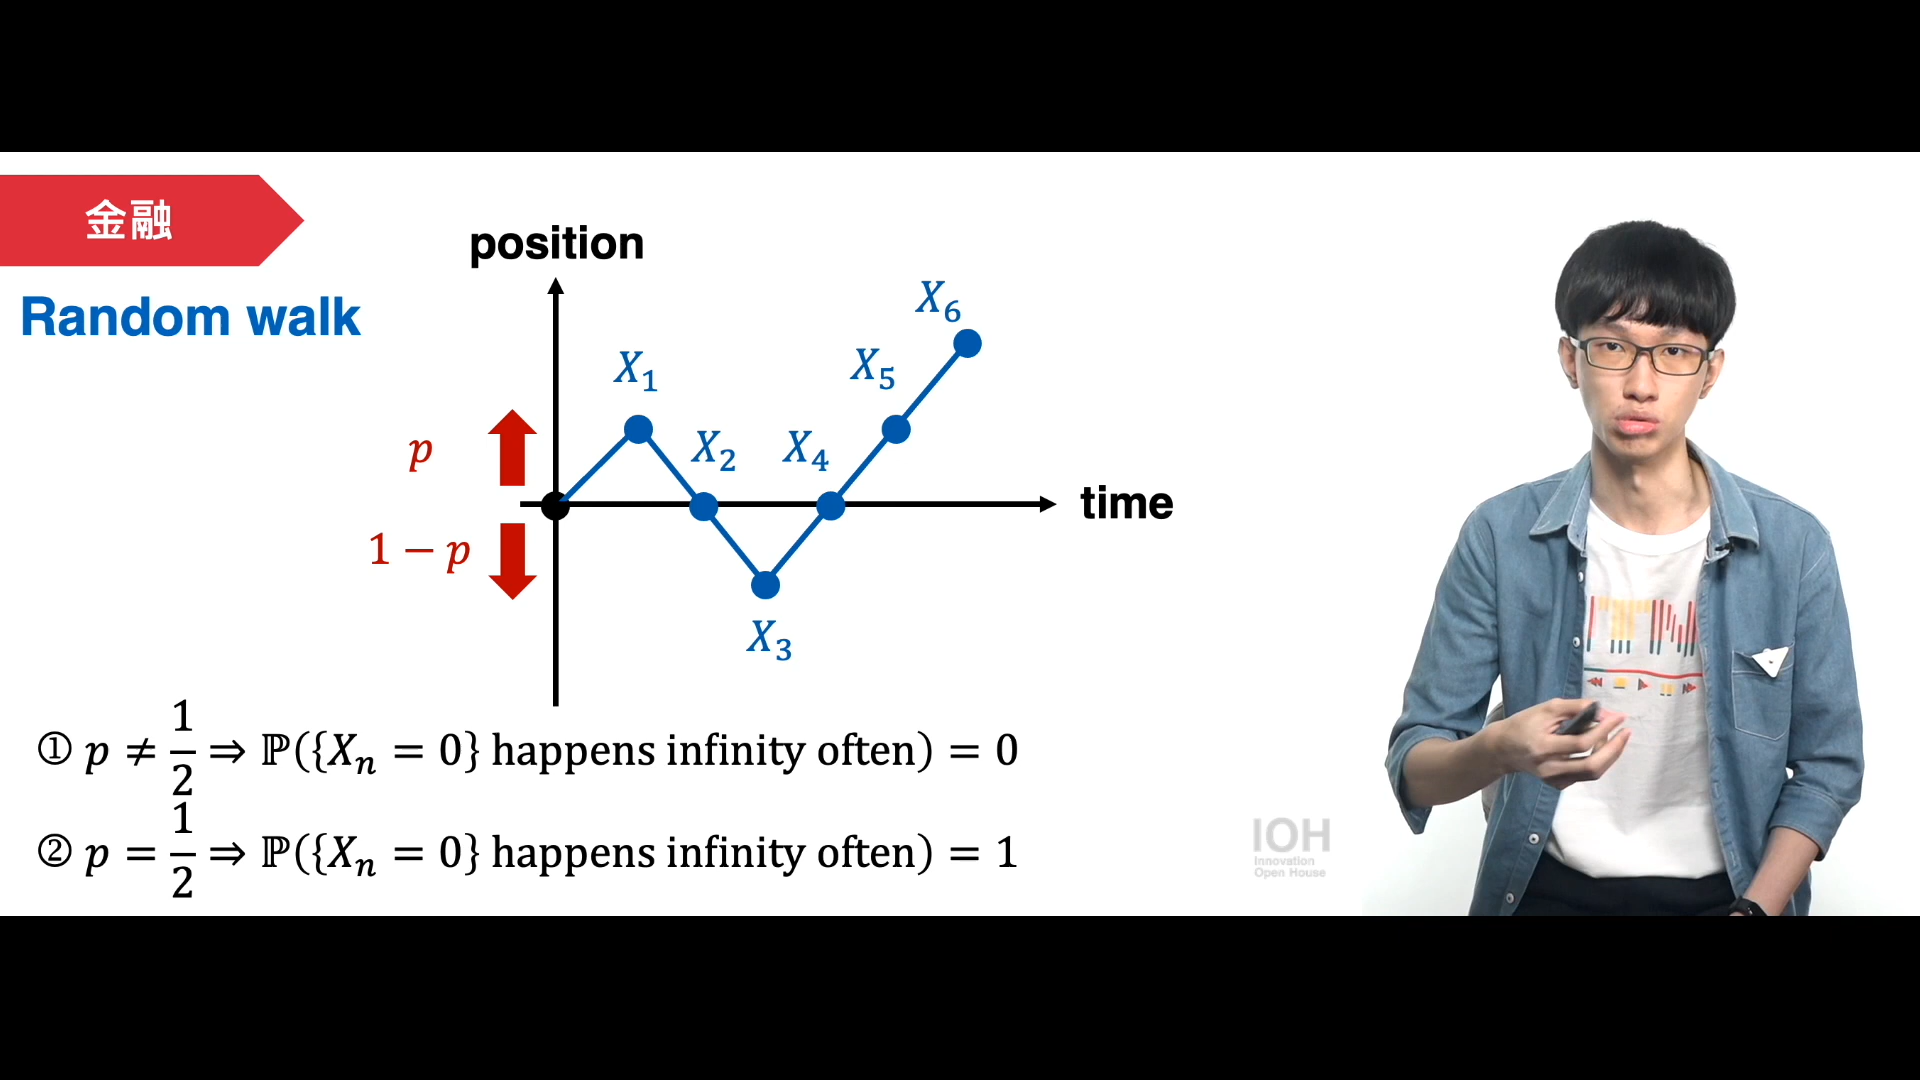 金融
Random walk
position
X₆
X₁
X₅
p
X₂
X₄
time
1 − p
X₃
① p ≠ 1/2 ⇒ ℙ({Xₙ = 0} happens infinity often) = 0
② p = 1/2 ⇒ ℙ({Xₙ = 0} happens infinity often) = 1
IOH
Innovation
Open House